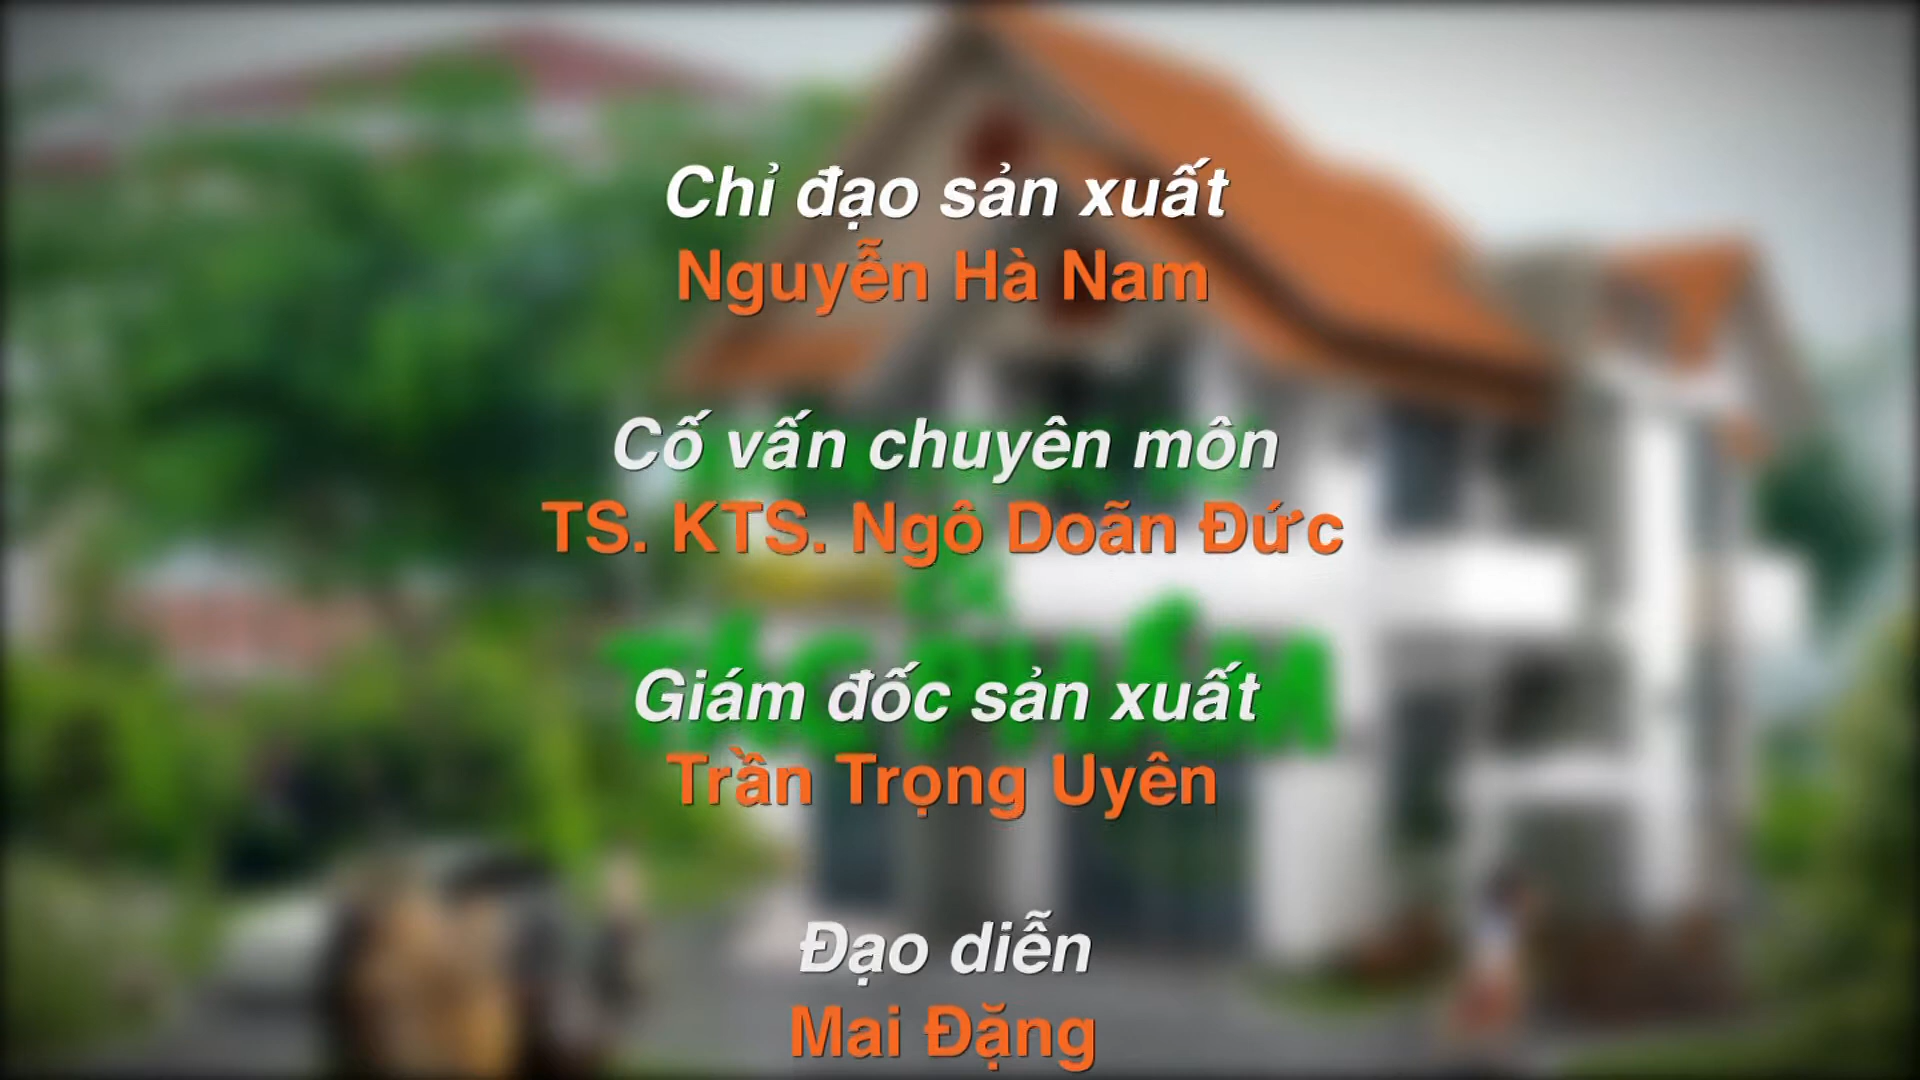 Chỉ đạo sản xuất
Nguyễn Hà Nam
Cố vấn chuyên môn
TS. KTS. Ngô Doãn Đức
Giám đốc sản xuất
Trần Trọng Uyên
Đạo diễn
Mai Đặng